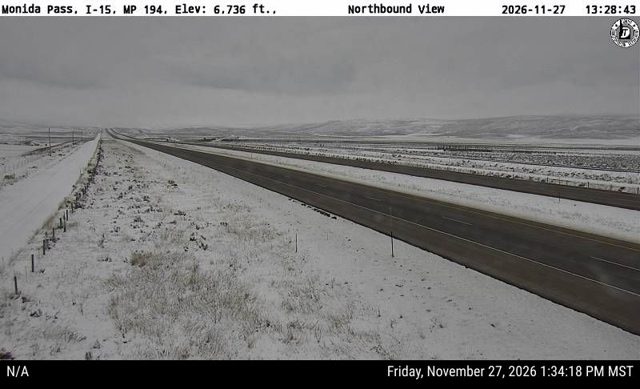 Monida Pass, I-15, MP 194, Elev: 6,736 ft., Northbound View 2026-11-27 13:28:43
N/A Friday, November 27, 2026 1:34:18 PM MST